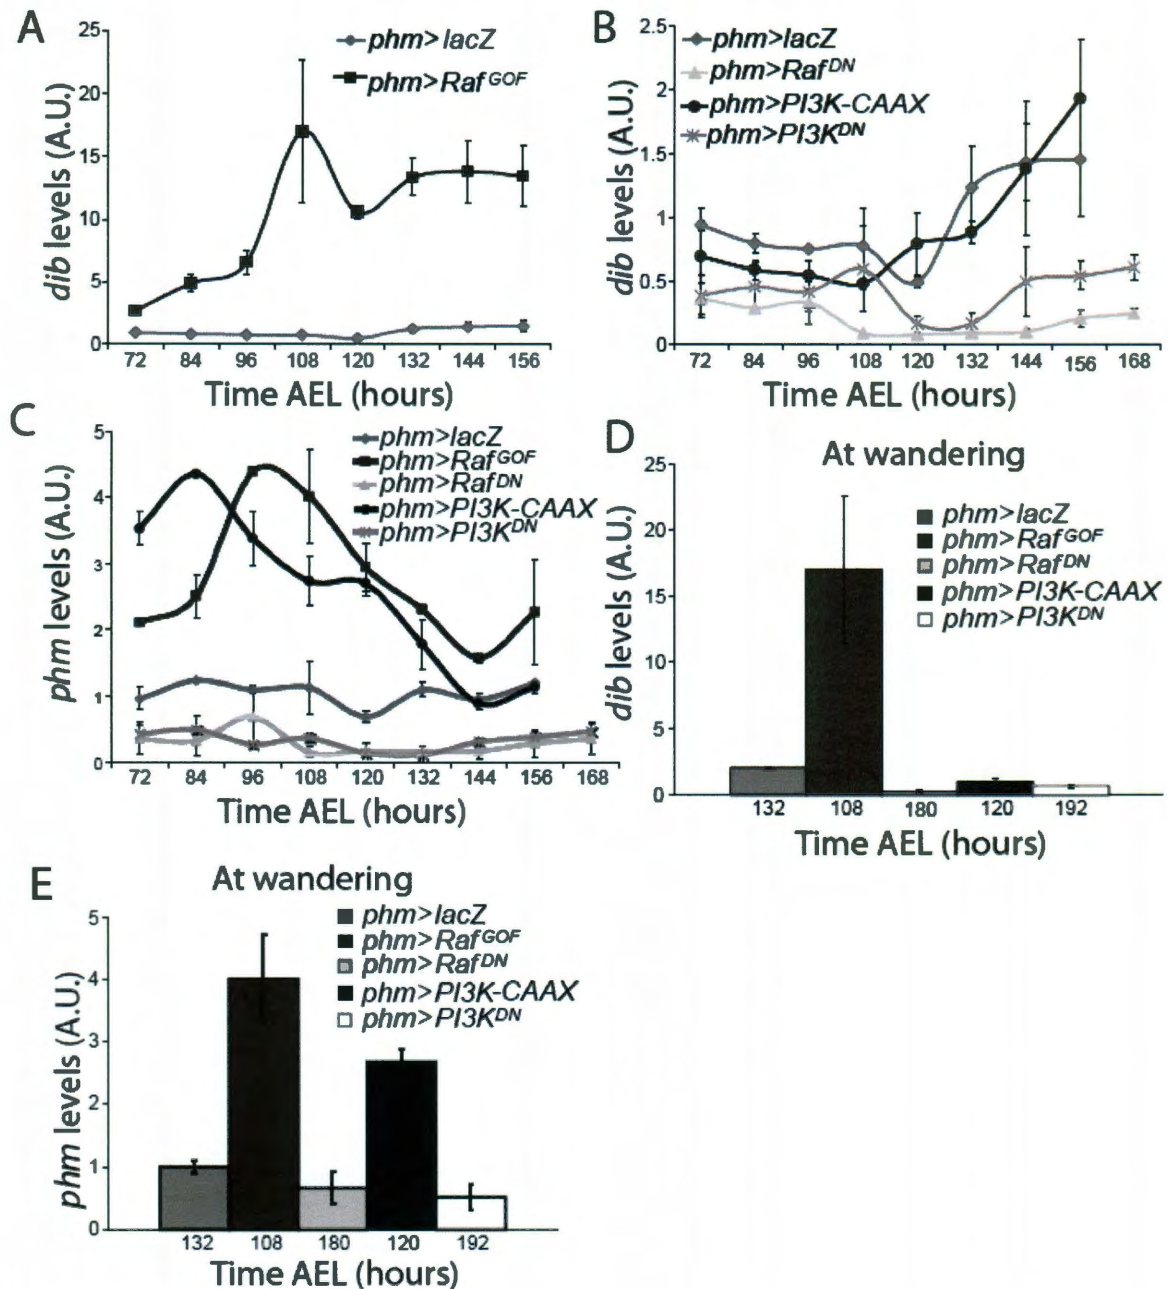 A
25
20
15
10
5
0
dib levels (A.U.)
phm>lacZ
phm>Raf GOF
72 84 96 108 120 132 144 156
Time AEL (hours)
B
2.5
2
1.5
1
0.5
0
dib levels (A.U.)
phm>lacZ
phm>Raf DN
phm>PI3K-CAAX
phm>PI3K DN
72 84 96 108 120 132 144 156 168
Time AEL (hours)
C
5
4
3
2
1
0
phm levels (A.U.)
phm>lacZ
phm>Raf GOF
phm>Raf DN
phm>PI3K-CAAX
phm>PI3K DN
72 84 96 108 120 132 144 156 168
Time AEL (hours)
D
At wandering
25
20
15
10
5
0
dib levels (A.U.)
phm>lacZ
phm>Raf GOF
phm>Raf DN
phm>PI3K-CAAX
phm>PI3K DN
132 108 180 120 192
Time AEL (hours)
E
At wandering
5
4
3
2
1
0
phm levels (A.U.)
phm>lacZ
phm>Raf GOF
phm>Raf DN
phm>PI3K-CAAX
phm>PI3K DN
132 108 180 120 192
Time AEL (hours)